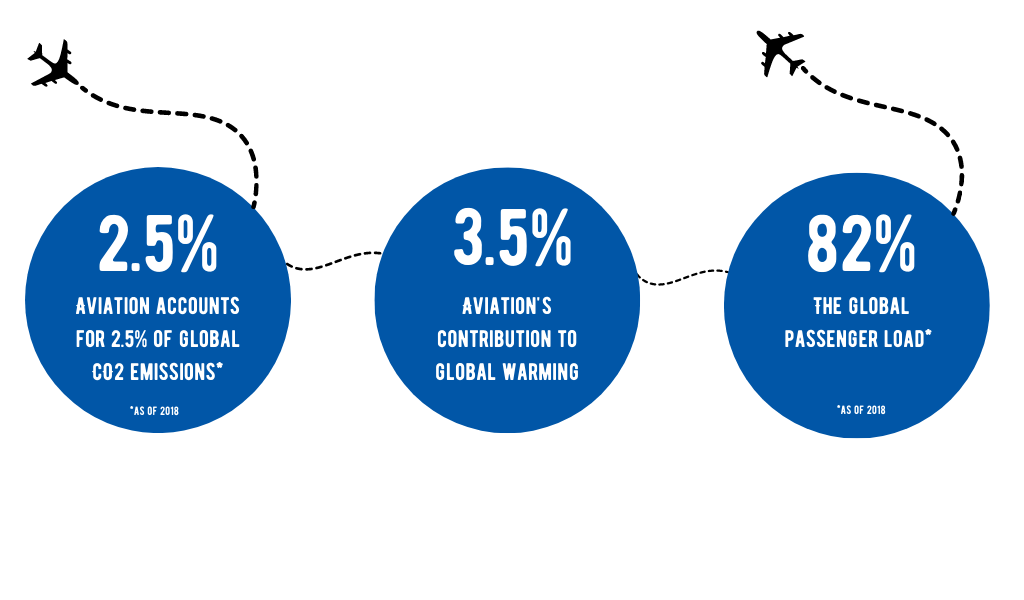 2.5%
AVIATION ACCOUNTS
FOR 2.5% OF GLOBAL
CO2 EMISSIONS*
*AS OF 2018
3.5%
AVIATION'S
CONTRIBUTION TO
GLOBAL WARMING
82%
THE GLOBAL
PASSENGER LOAD*
*AS OF 2018